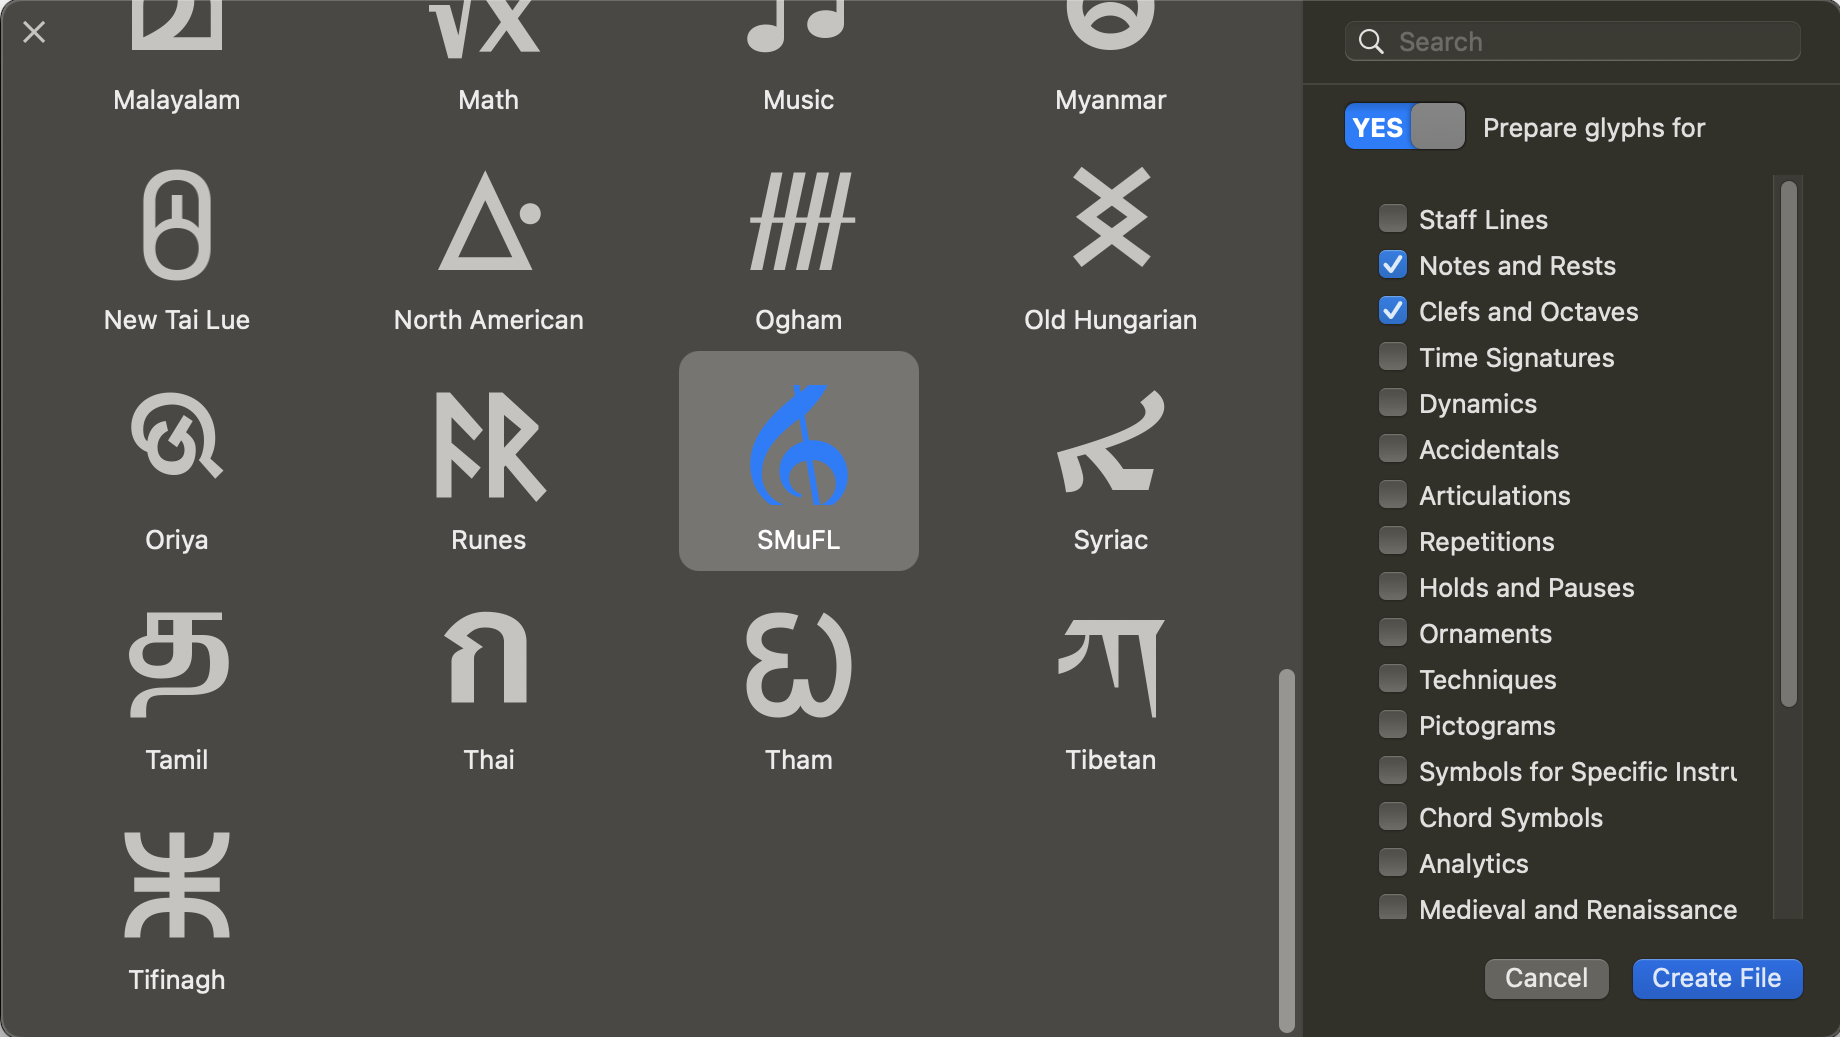 Malayalam
Math
Music
Myanmar
New Tai Lue
North American
Ogham
Old Hungarian
Oriya
Runes
SMuFL
Syriac
Tamil
Thai
Tham
Tibetan
Tifinagh
Search
YES Prepare glyphs for
Staff Lines
Notes and Rests
Clefs and Octaves
Time Signatures
Dynamics
Accidentals
Articulations
Repetitions
Holds and Pauses
Ornaments
Techniques
Pictograms
Symbols for Specific Instru
Chord Symbols
Analytics
Medieval and Renaissance
Cancel
Create File